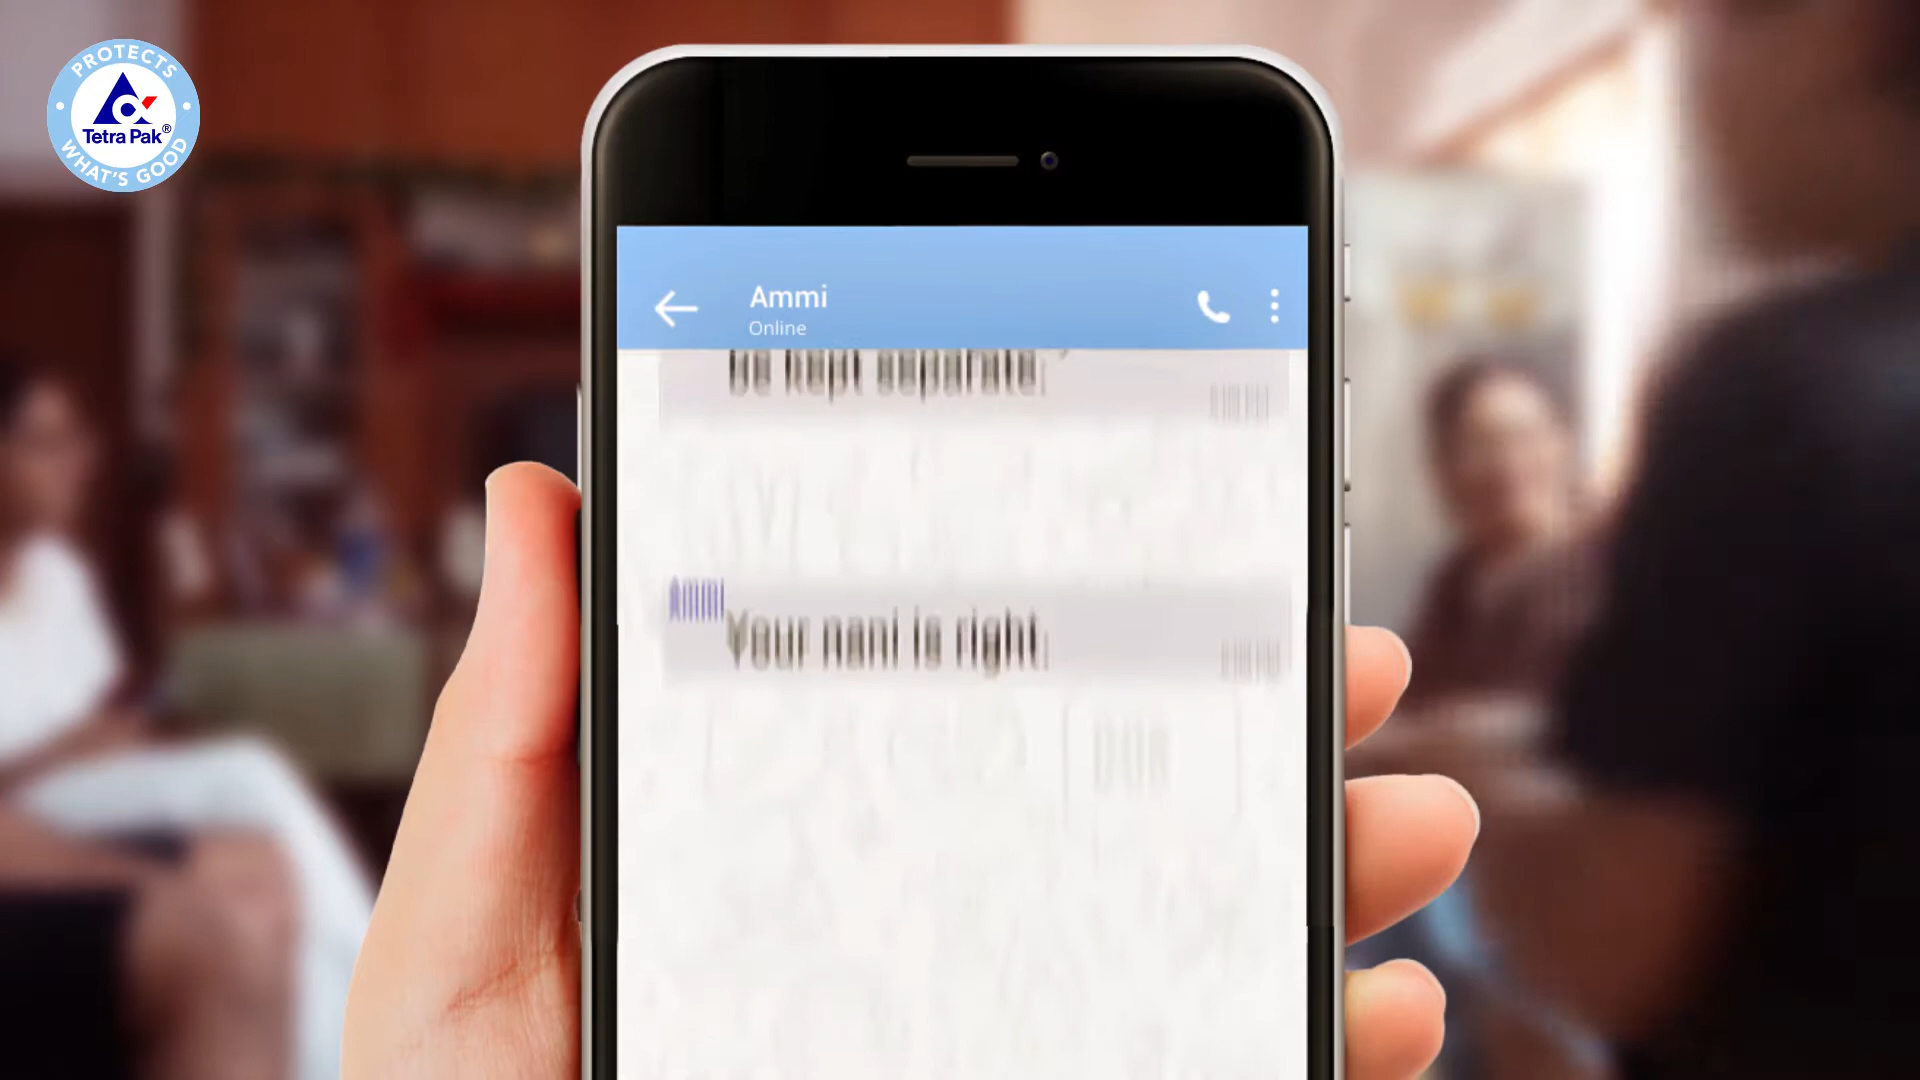 PROTECTS
Tetra Pak®
WHAT'S GOOD
Ammi
Online
be kept separate.
Ammi
Your nani is right.